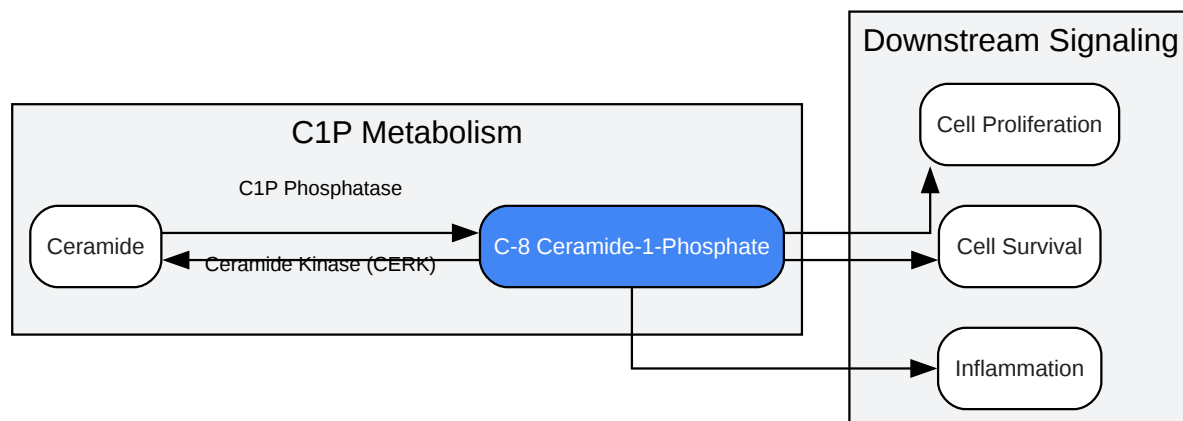 Downstream Signaling
Cell Proliferation
C1P Metabolism
C1P Phosphatase
Ceramide
C-8 Ceramide-1-Phosphate
Cell Survival
Ceramide Kinase (CERK)
Inflammation